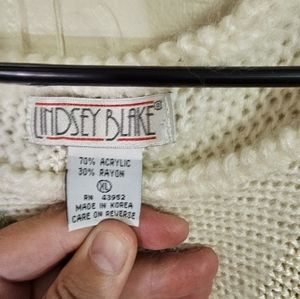 LINDSEY BLAKE®
70% ACRYLIC
30% RAYON
XL
RN 43952
MADE IN KOREA
CARE ON REVERSE